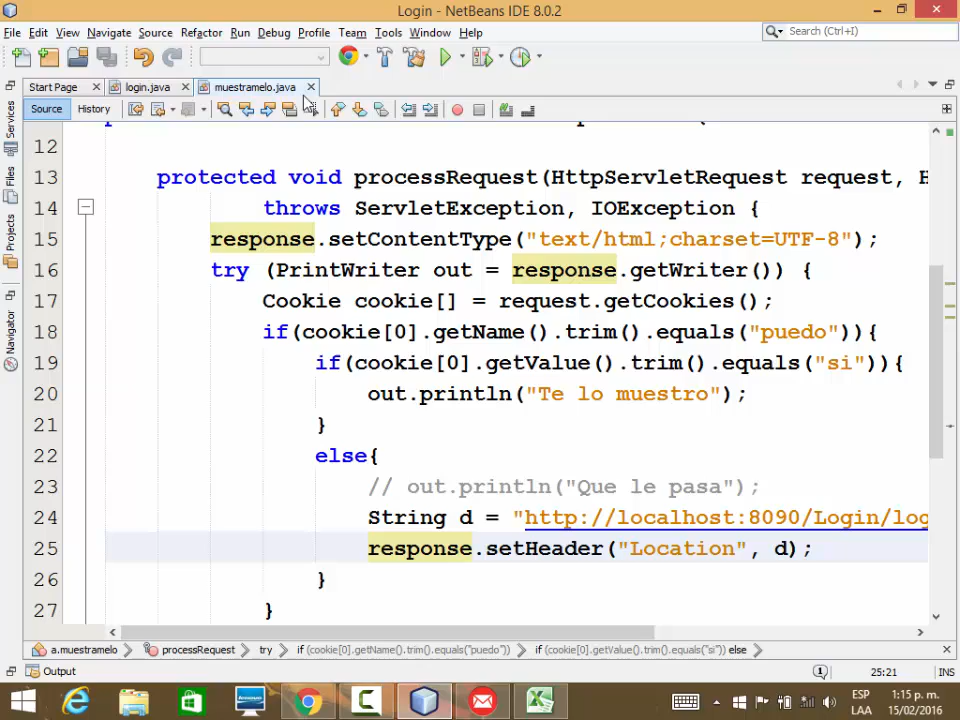 Login - NetBeans IDE 8.0.2
File Edit View Navigate Source Refactor Run Debug Profile Team Tools Window Help
Search (Ctrl+I)
Start Page login.java muestramelo.java
Source History
12
13 protected void processRequest(HttpServletRequest request, H
14 throws ServletException, IOException {
15 response.setContentType("text/html;charset=UTF-8");
16 try (PrintWriter out = response.getWriter()) {
17 Cookie cookie[] = request.getCookies();
18 if(cookie[0].getName().trim().equals("puedo")){
19 if(cookie[0].getValue().trim().equals("si")){
20 out.println("Te lo muestro");
21 }
22 else{
23 // out.println("Que le pasa");
24 String d = "http://localhost:8090/Login/log
25 response.setHeader("Location", d);
26 }
27 }
Services
Files
Projects
Navigator
a.muestramelo processRequest try if (cookie[0].getName().trim().equals("puedo")) if (cookie[0].getValue().trim().equals("si")) else
Output
1 25:21 INS
ESP 1:15 p. m.
LAA 15/02/2016